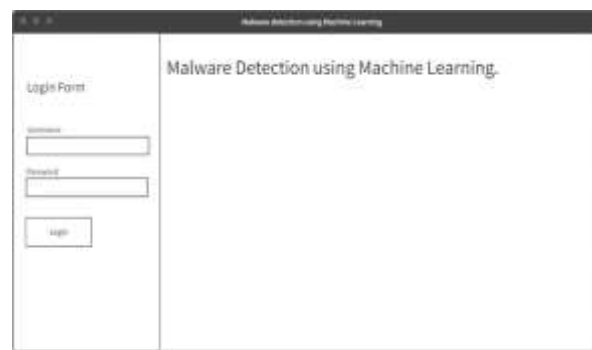 Malware Detection using Machine Learning
Malware Detection using Machine Learning.
Login Form
Username
Password
Login